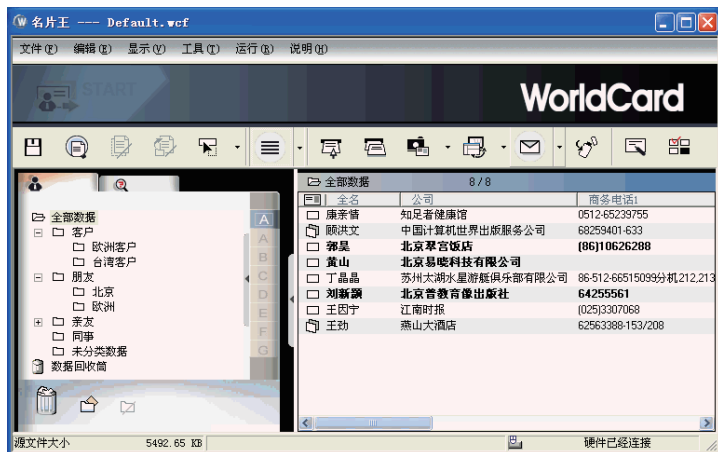 名片王 --- Default.wcf
文件(F) 编辑(E) 显示(V) 工具(T) 运行(R) 说明(H)
START
WorldCard
全部数据 8/8
全名 公司 商务电话1
康亲情 知足者健康馆 0512-65239755
顾洪文 中国计算机世界出版服务公司 68259401-633
郭昊 北京翠宫饭店 (86)10626288
黄山 北京易晓科技有限公司
丁晶晶 苏州太湖水星游艇俱乐部有限公司 86-512-66515099分机212,213
刘新颖 北京普教育像出版社 64255561
王因宁 江南时报 (025)3307068
王劲 燕山大酒店 62563388-153/208
全部数据
客户
欧洲客户
台湾客户
朋友
北京
欧洲
亲友
同事
未分类数据
数据回收筒
A
A
B
C
D
E
F
G
源文件大小 5492.65 KB 硬件已经连接